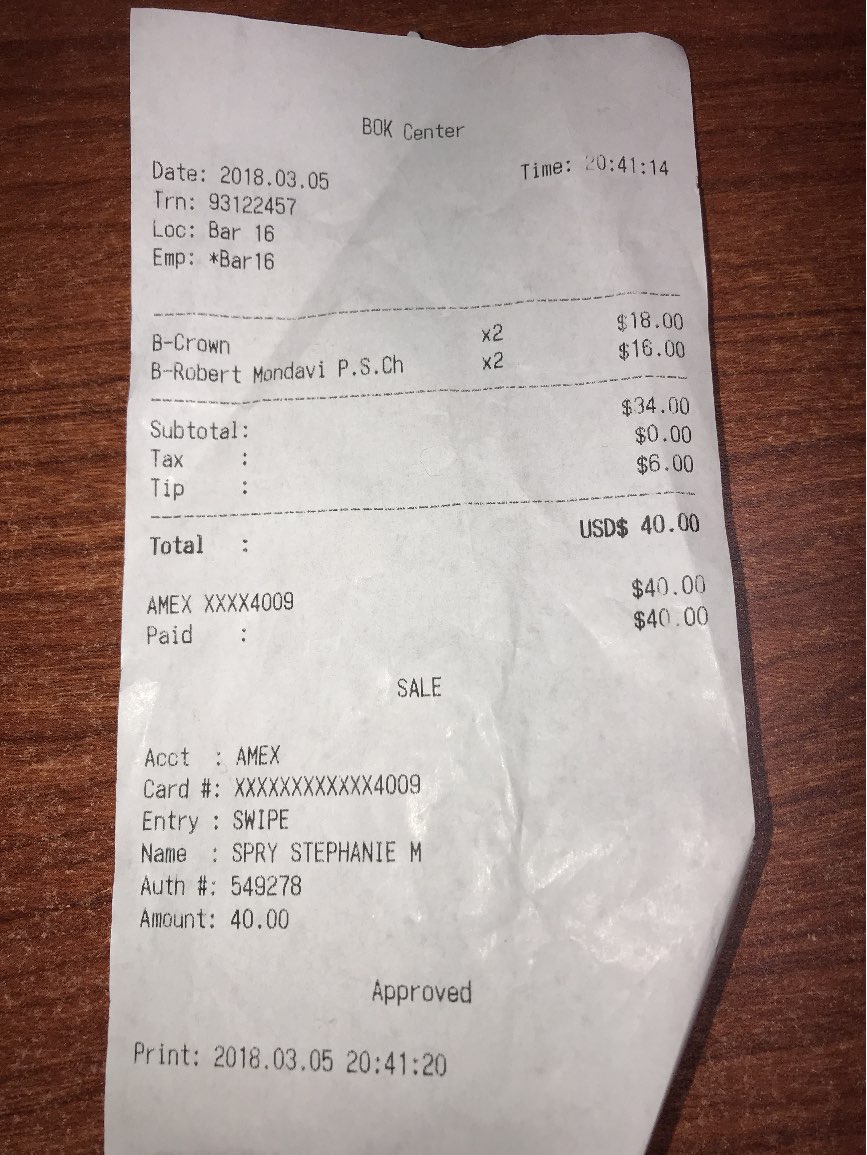 BOK Center
Date: 2018.03.05 Time: 20:41:14
Trn: 93122457
Loc: Bar 16
Emp: *Bar16
B-Crown x2 $18.00
B-Robert Mondavi P.S.Ch x2 $16.00
Subtotal: $34.00
Tax : $0.00
Tip : $6.00
Total : USD$ 40.00
AMEX XXXX4009 $40.00
Paid : $40.00
SALE
Acct : AMEX
Card #: XXXXXXXXXXXX4009
Entry : SWIPE
Name : SPRY STEPHANIE M
Auth #: 549278
Amount: 40.00
Approved
Print: 2018.03.05 20:41:20